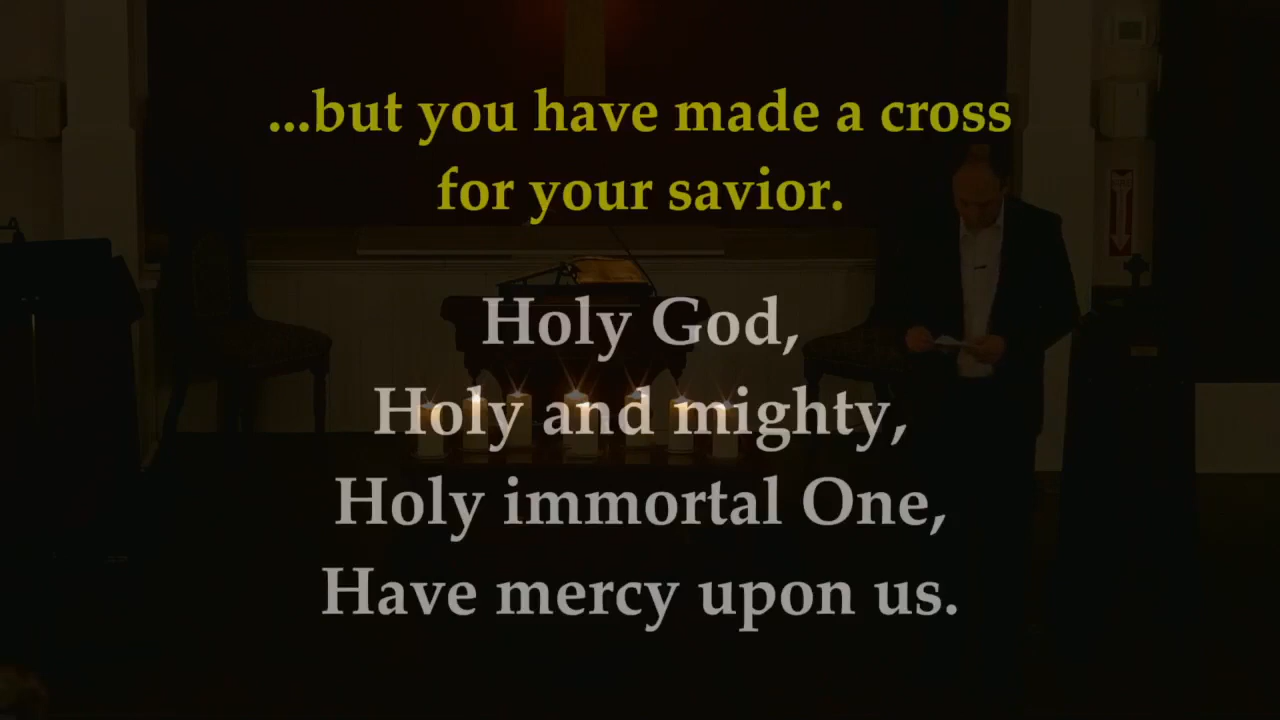 ...but you have made a cross
for your savior.
Holy God,
Holy and mighty,
Holy immortal One,
Have mercy upon us.